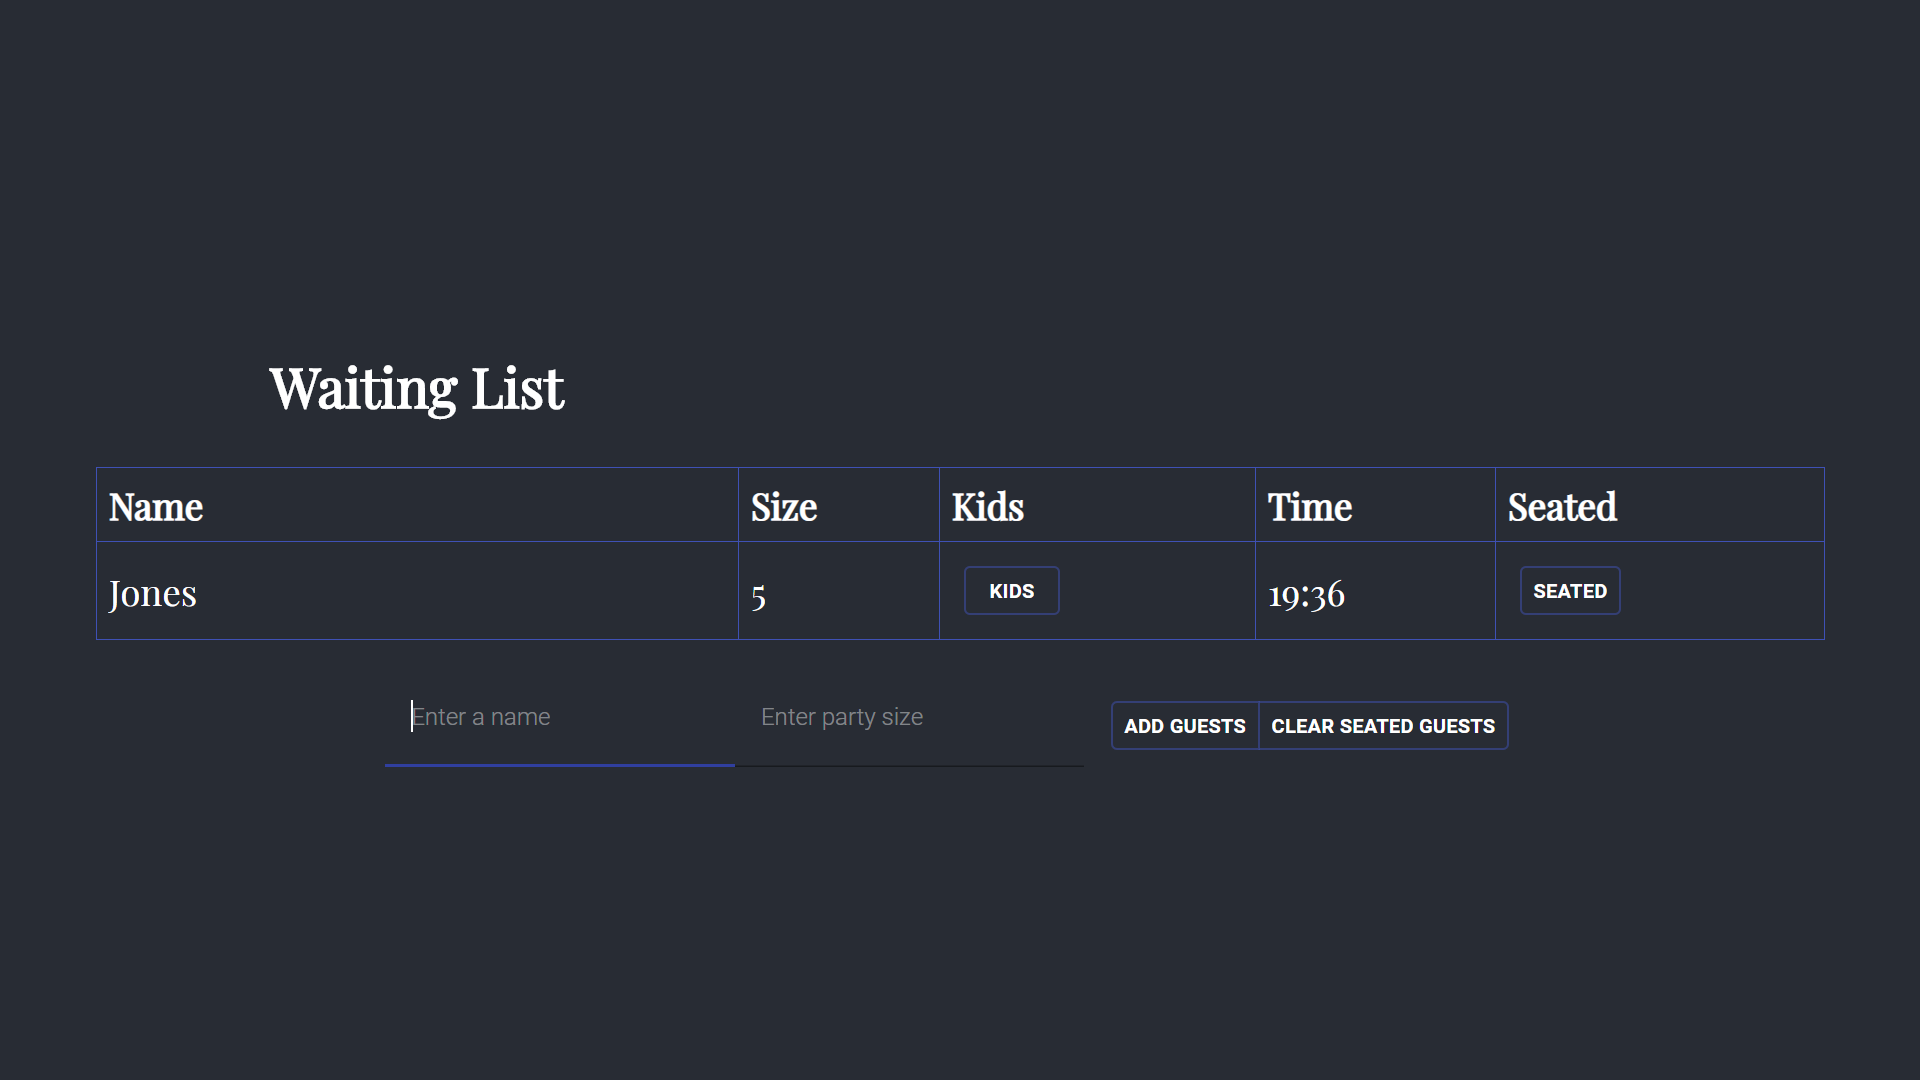 Waiting List
Name Size Kids Time Seated
Jones 5 KIDS 19:36 SEATED
Enter a name Enter party size ADD GUESTS CLEAR SEATED GUESTS